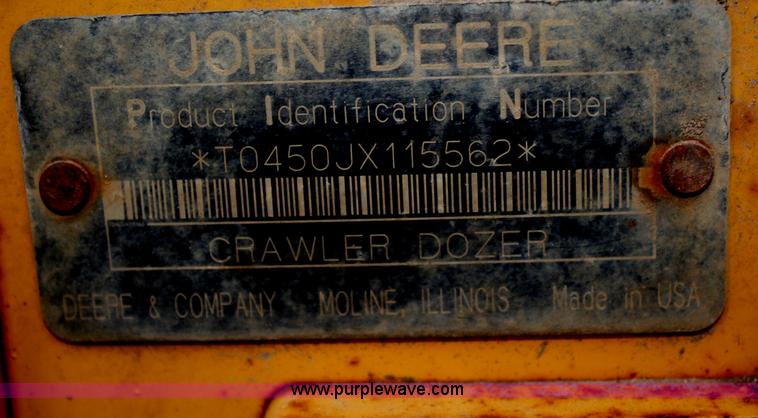 JOHN DEERE
Product Identification Number
*T0450JX115562*
CRAWLER DOZER
DEERE & COMPANY MOLINE, ILLINOIS Made in USA
www.purplewave.com